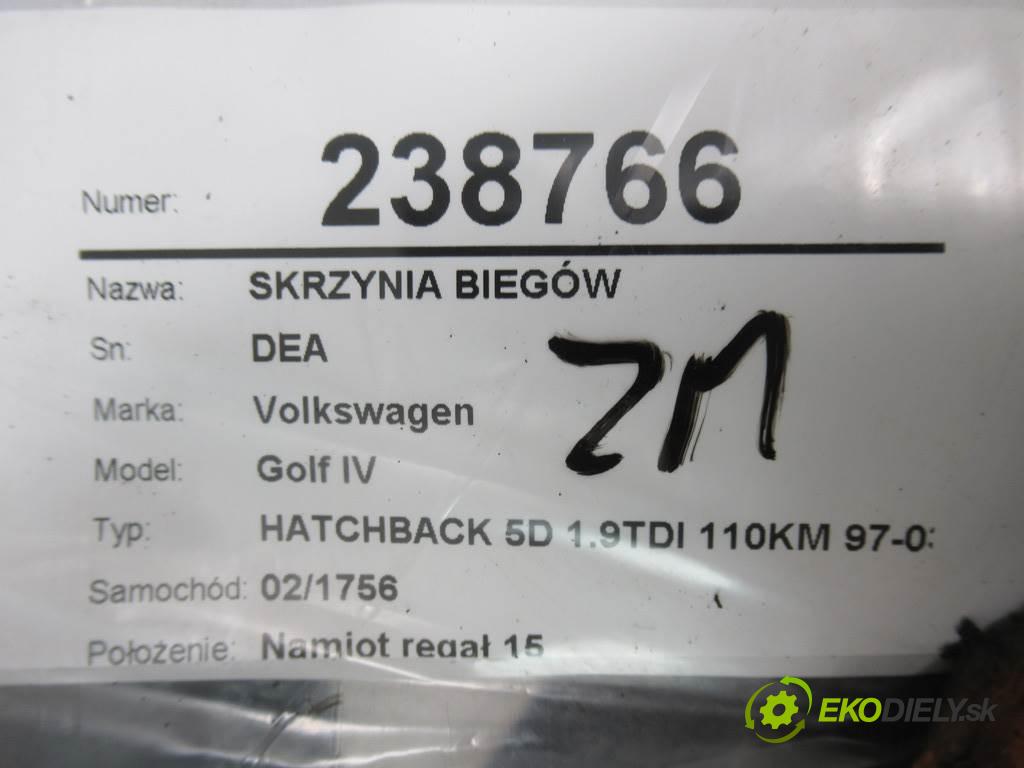 Numer: 238766
Nazwa: SKRZYNIA BIEGÓW
Sn: DEA
Marka: Volkswagen
Model: Golf IV
Typ: HATCHBACK 5D 1.9TDI 110KM 97-0
Samochód: 02/1756
Położenie: Namiot regał 15
EKODIELY.sk